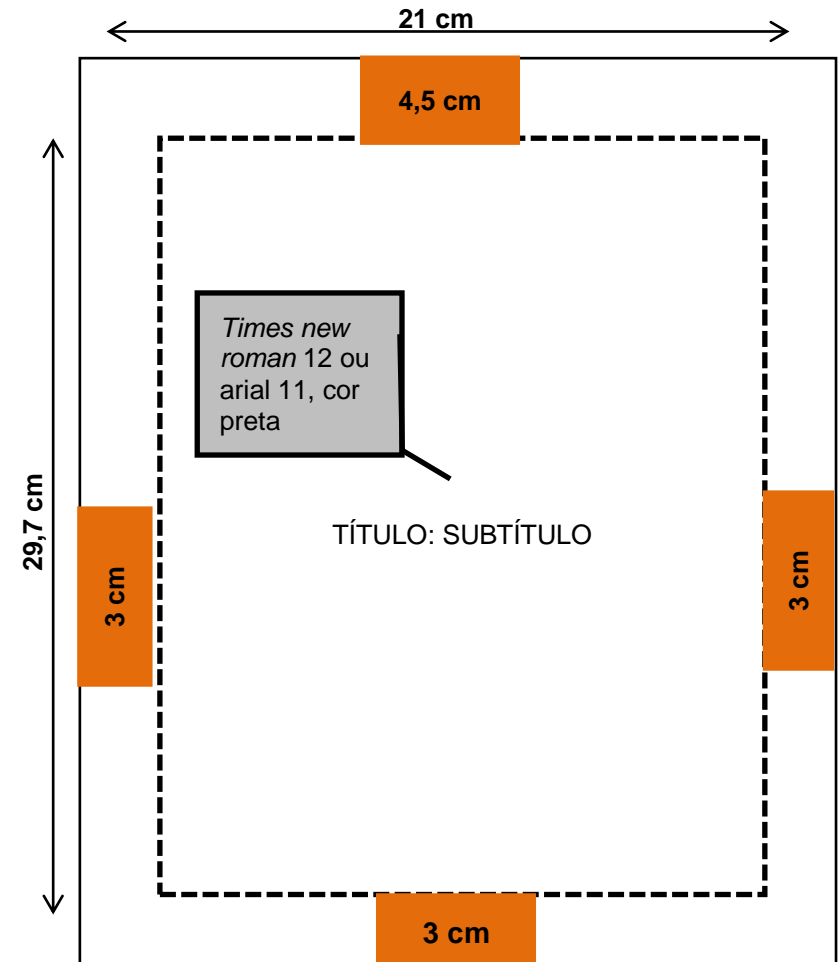 21 cm
4,5 cm
Times new
roman 12 ou
arial 11, cor
preta
29,7 cm
TÍTULO: SUBTÍTULO
3 cm
3 cm
3 cm